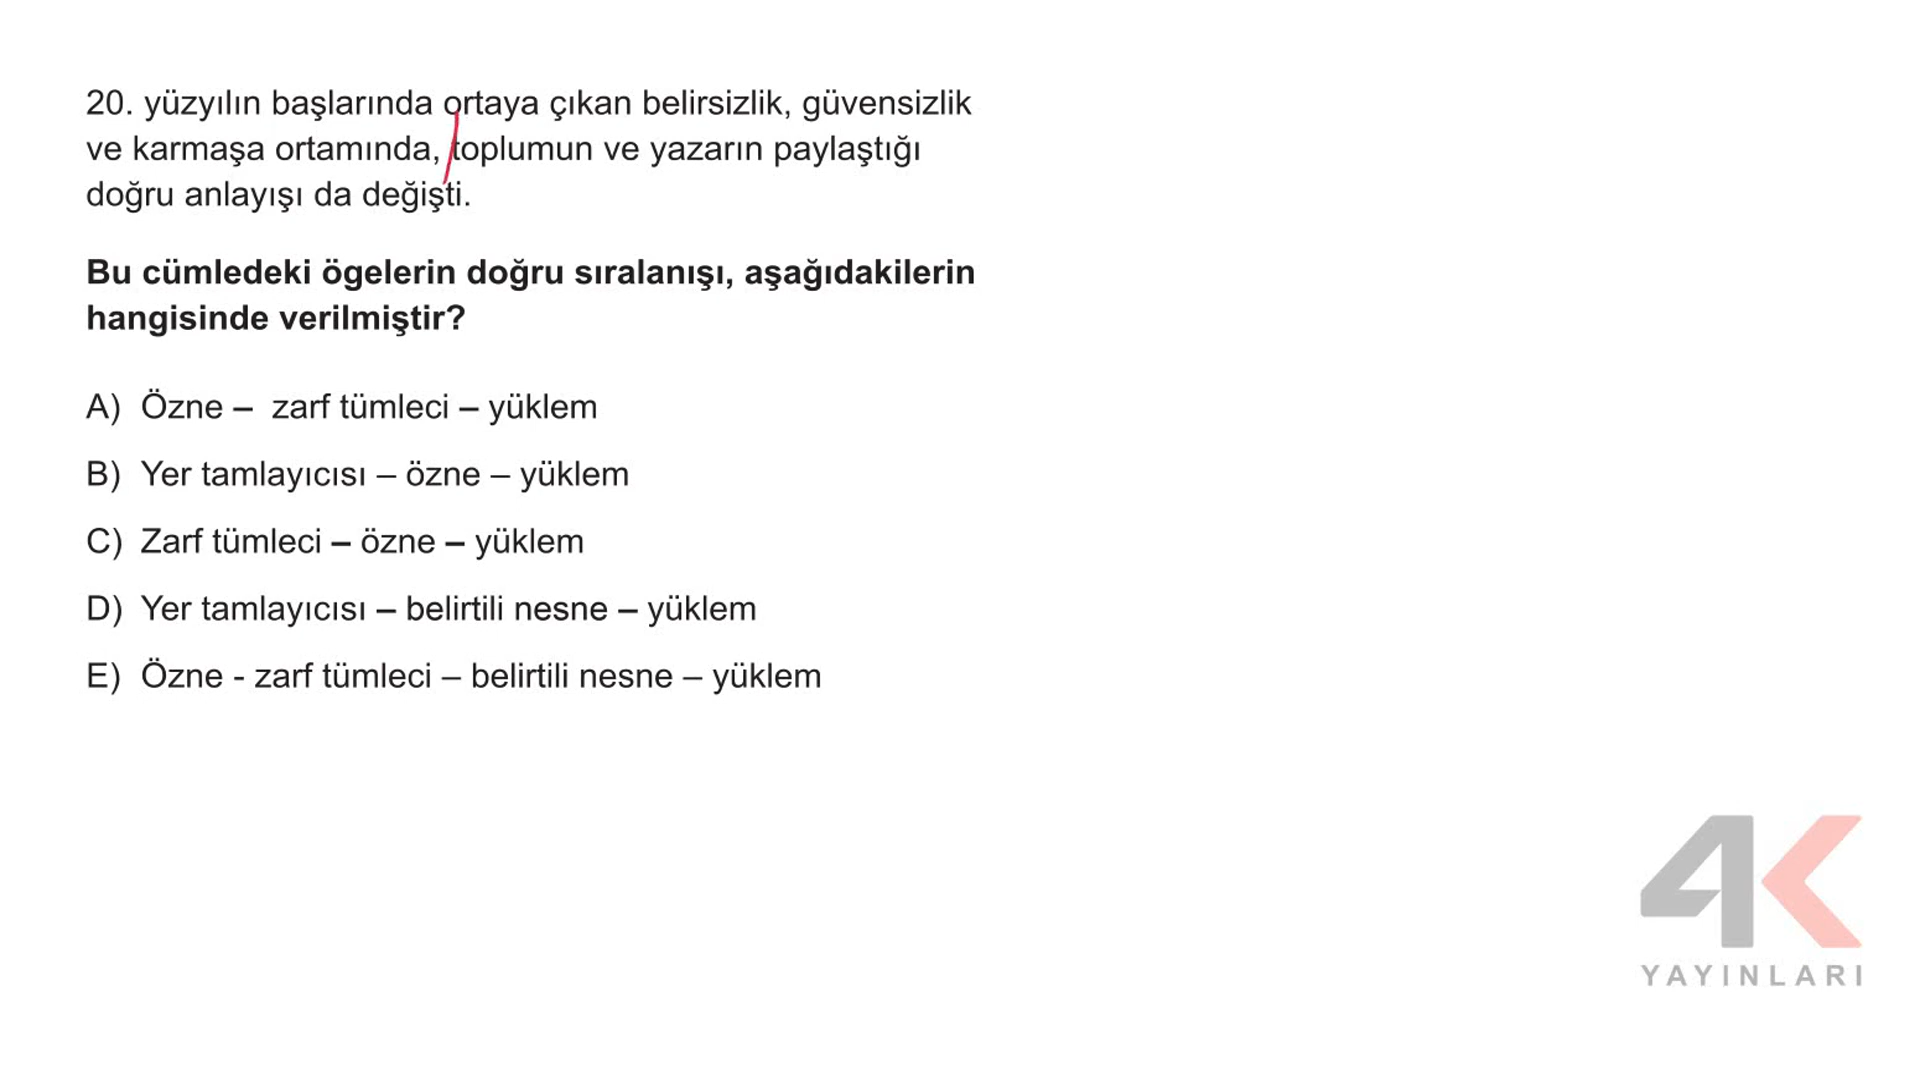 20. yüzyılın başlarında ortaya çıkan belirsizlik, güvensizlik
ve karmaşa ortamında, toplumun ve yazarın paylaştığı
doğru anlayışı da değişti.
Bu cümledeki ögelerin doğru sıralanışı, aşağıdakilerin
hangisinde verilmiştir?
A) Özne – zarf tümleci – yüklem
B) Yer tamlayıcısı – özne – yüklem
C) Zarf tümleci – özne – yüklem
D) Yer tamlayıcısı – belirtili nesne – yüklem
E) Özne - zarf tümleci – belirtili nesne – yüklem
4K
YAYINLARI